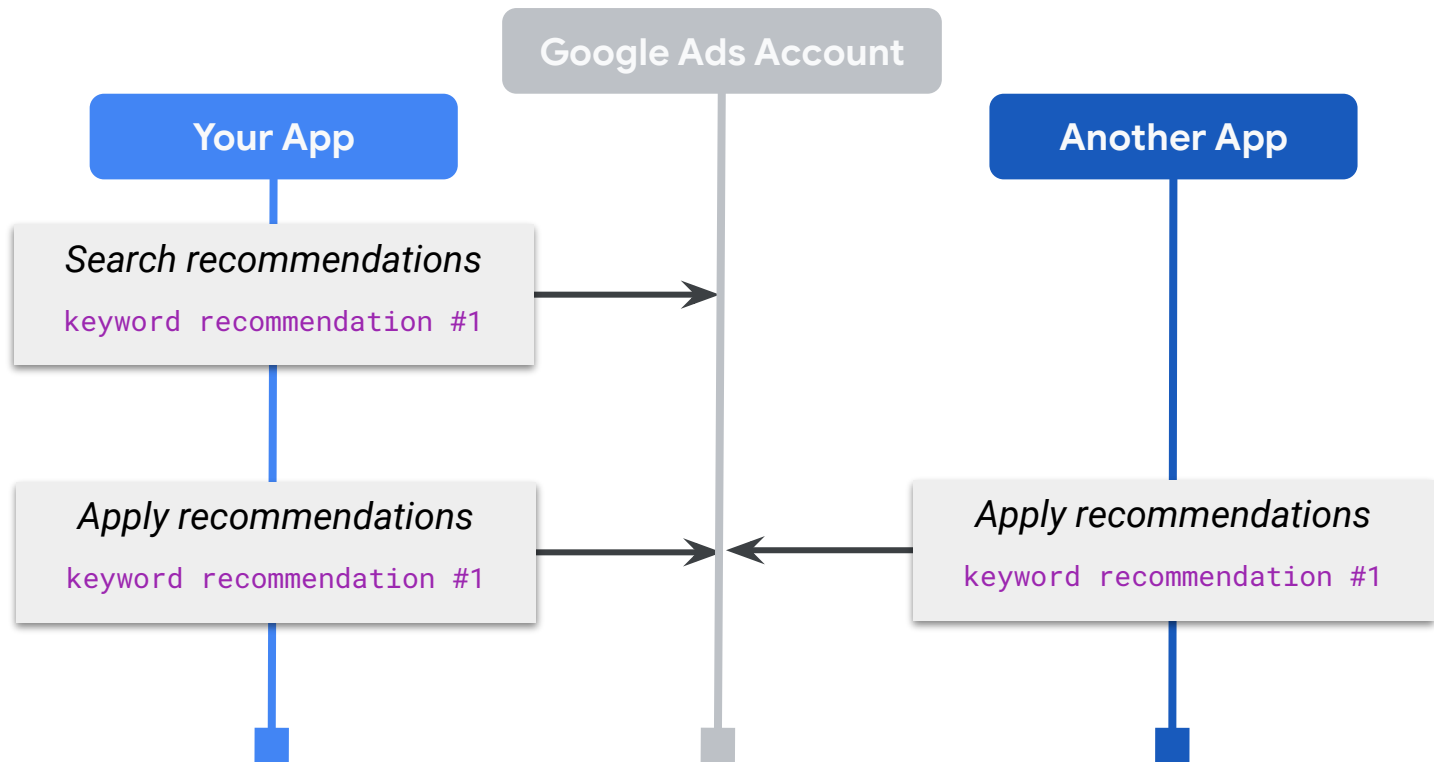 Google Ads Account
Your App
Another App
Search recommendations
keyword recommendation #1
Apply recommendations
keyword recommendation #1
Apply recommendations
keyword recommendation #1